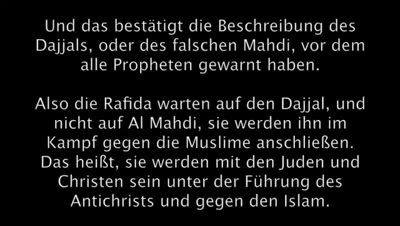 Und das bestätigt die Beschreibung des
Dajjals, oder des falschen Mahdi, vor dem
alle Propheten gewarnt haben.
Also die Rafida warten auf den Dajjal, und
nicht auf Al Mahdi, sie werden ihn im
Kampf gegen die Muslime anschließen.
Das heißt, sie werden mit den Juden und
Christen sein unter der Führung des
Antichrists und gegen den Islam.